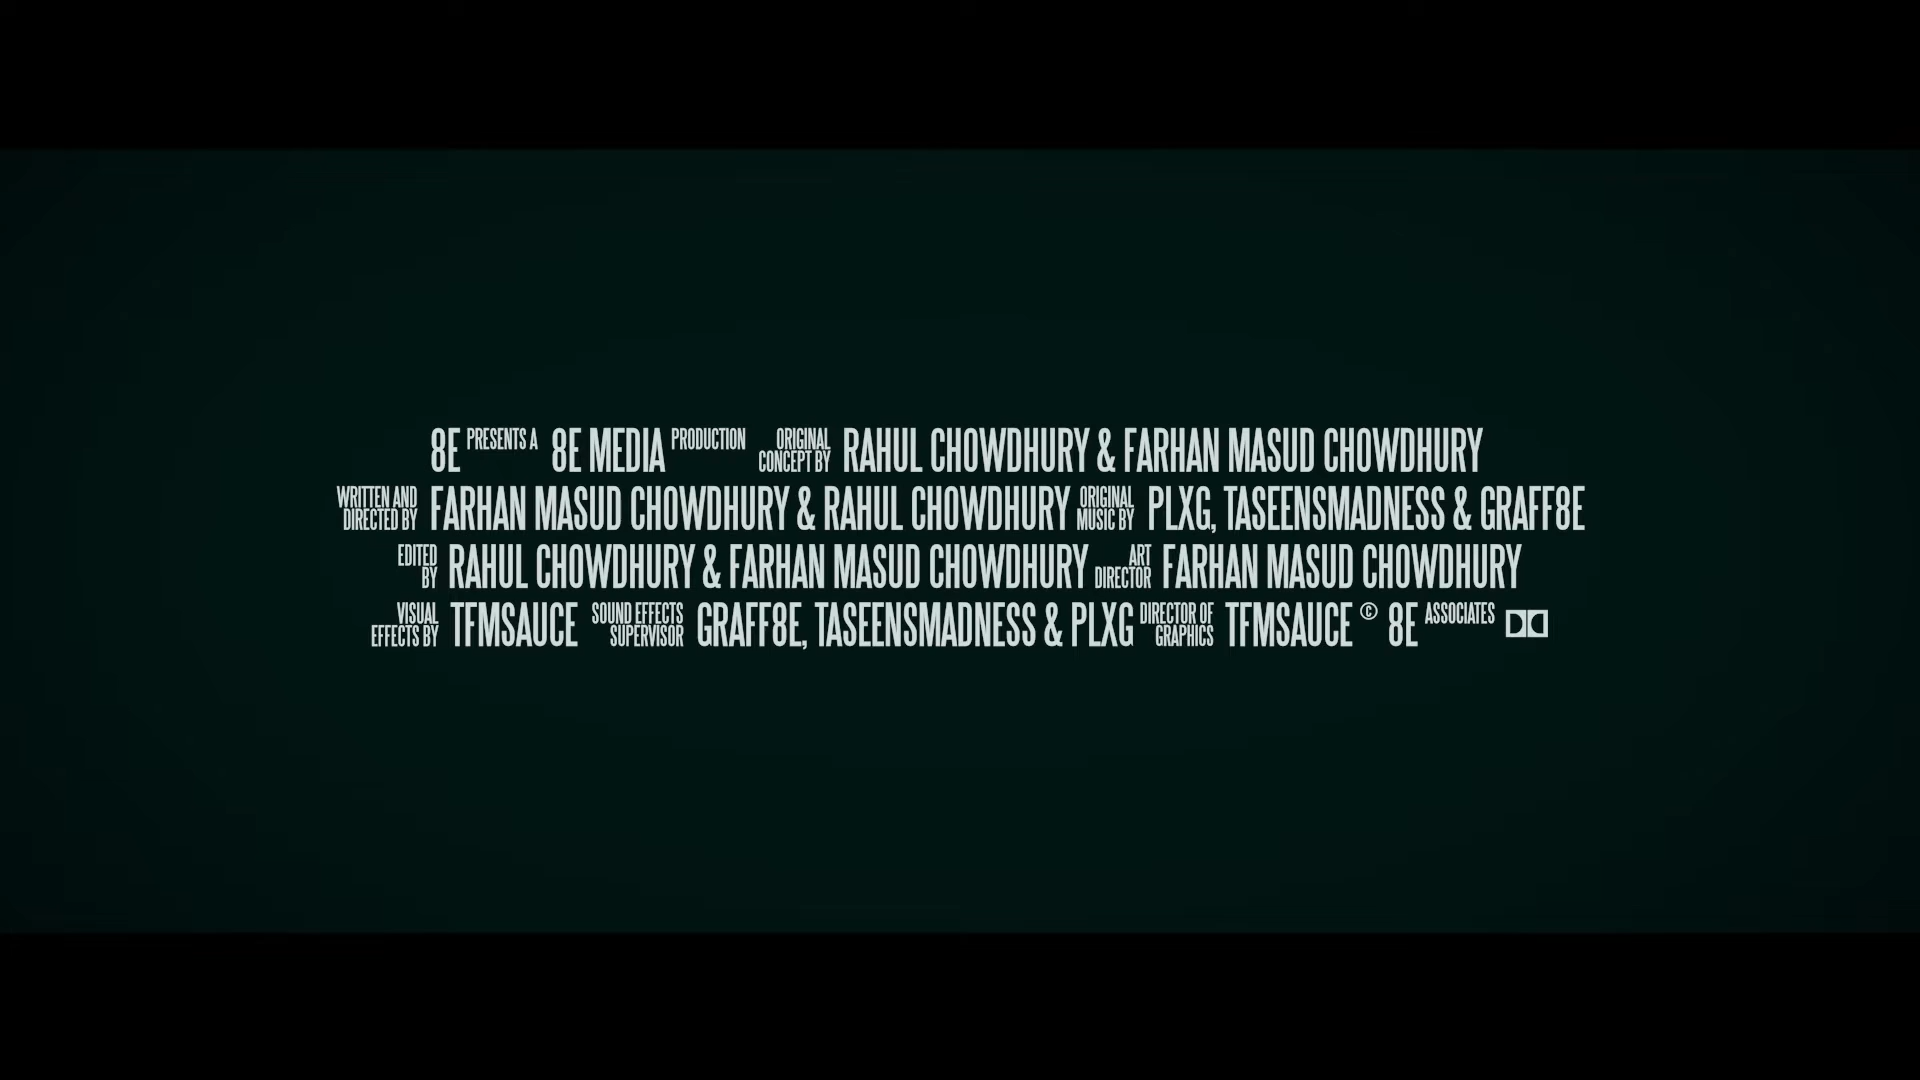 8E PRESENTS A 8E MEDIA PRODUCTION ORIGINAL CONCEPT BY RAHUL CHOWDHURY & FARHAN MASUD CHOWDHURY
WRITTEN AND DIRECTED BY FARHAN MASUD CHOWDHURY & RAHUL CHOWDHURY ORIGINAL MUSIC BY PLXG, TASEENSMADNESS & GRAFF8E
EDITED BY RAHUL CHOWDHURY & FARHAN MASUD CHOWDHURY ART DIRECTOR FARHAN MASUD CHOWDHURY
VISUAL EFFECTS BY TFMSAUCE SOUND EFFECTS SUPERVISOR GRAFF8E, TASEENSMADNESS & PLXG DIRECTOR OF GRAPHICS TFMSAUCE © 8E ASSOCIATES